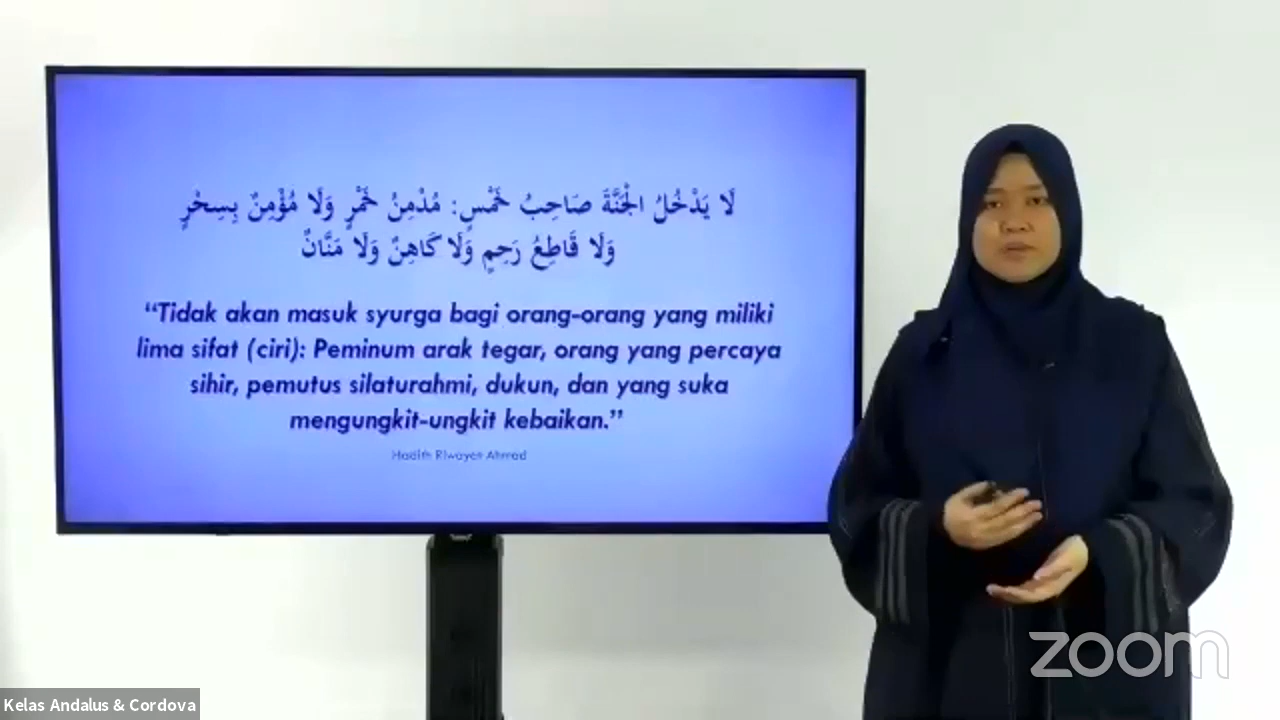 لَا يَدْخُلُ الْجَنَّةَ صَاحِبُ خَمْسٍ: مُدْمِنُ خَمْرٍ وَلَا مُؤْمِنٌ بِسِحْرٍ
وَلَا قَاطِعُ رَحِمٍ وَلَا كَاهِنٌ وَلَا مَنَّانٌ
“Tidak akan masuk syurga bagi orang-orang yang miliki
lima sifat (ciri): Peminum arak tegar, orang yang percaya
sihir, pemutus silaturahmi, dukun, dan yang suka
mengungkit-ungkit kebaikan.”
Hadith Riwayat Ahmad
zoom
Kelas Andalus & Cordova